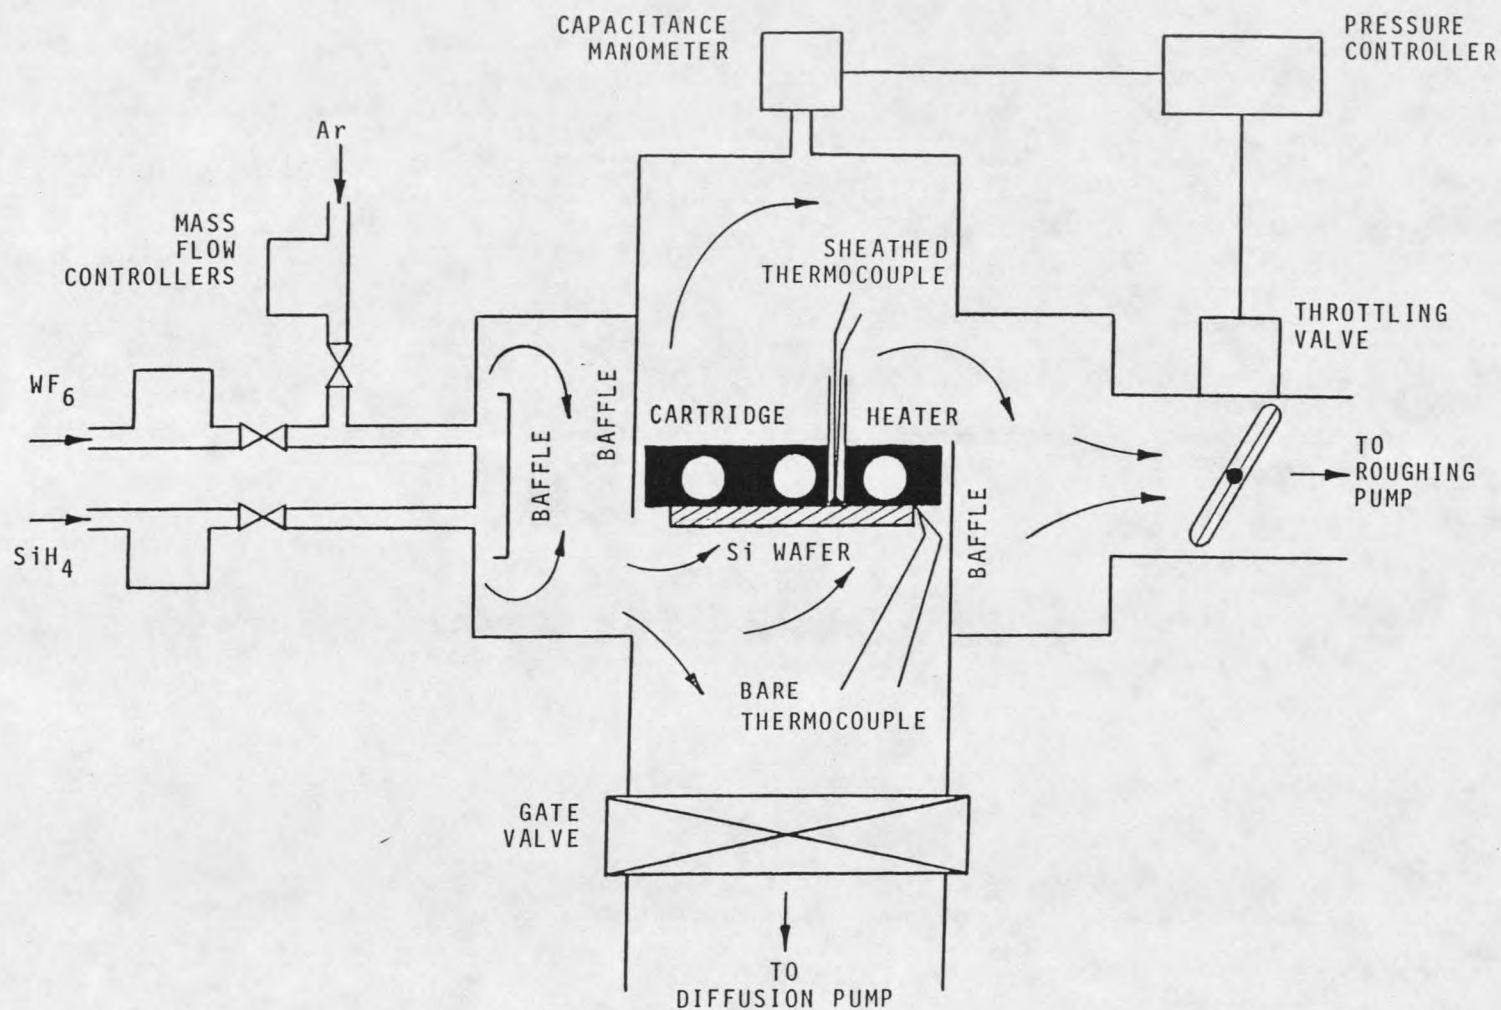 CAPACITANCE
MANOMETER
PRESSURE
CONTROLLER
Ar
MASS
FLOW
CONTROLLERS
SHEATHED
THERMOCOUPLE
THROTTLING
VALVE
WF6
BAFFLE
CARTRIDGE
HEATER
BAFFLE
TO
ROUGHING
PUMP
BAFFLE
SiH4
Si WAFER
BARE
THERMOCOUPLE
GATE
VALVE
TO
DIFFUSION PUMP